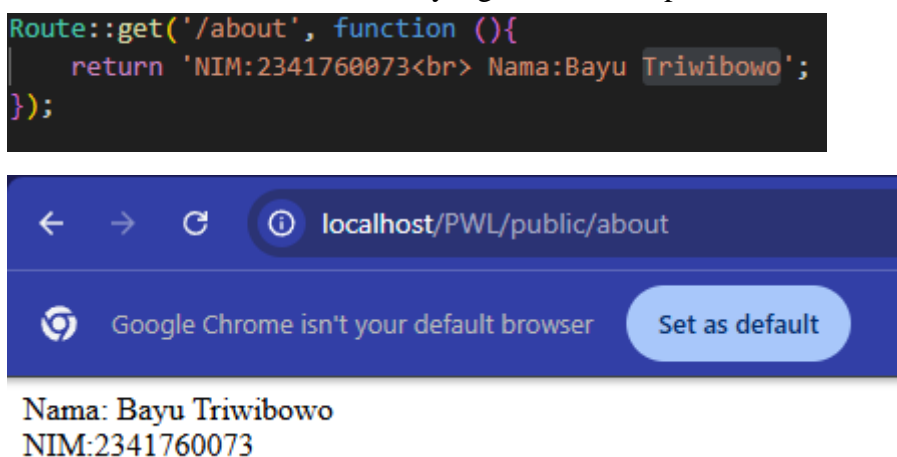 Route::get('/about', function (){
return 'NIM:2341760073<br> Nama:Bayu Triwibowo';
});
localhost/PWL/public/about
Google Chrome isn't your default browser Set as default
Nama: Bayu Triwibowo
NIM:2341760073